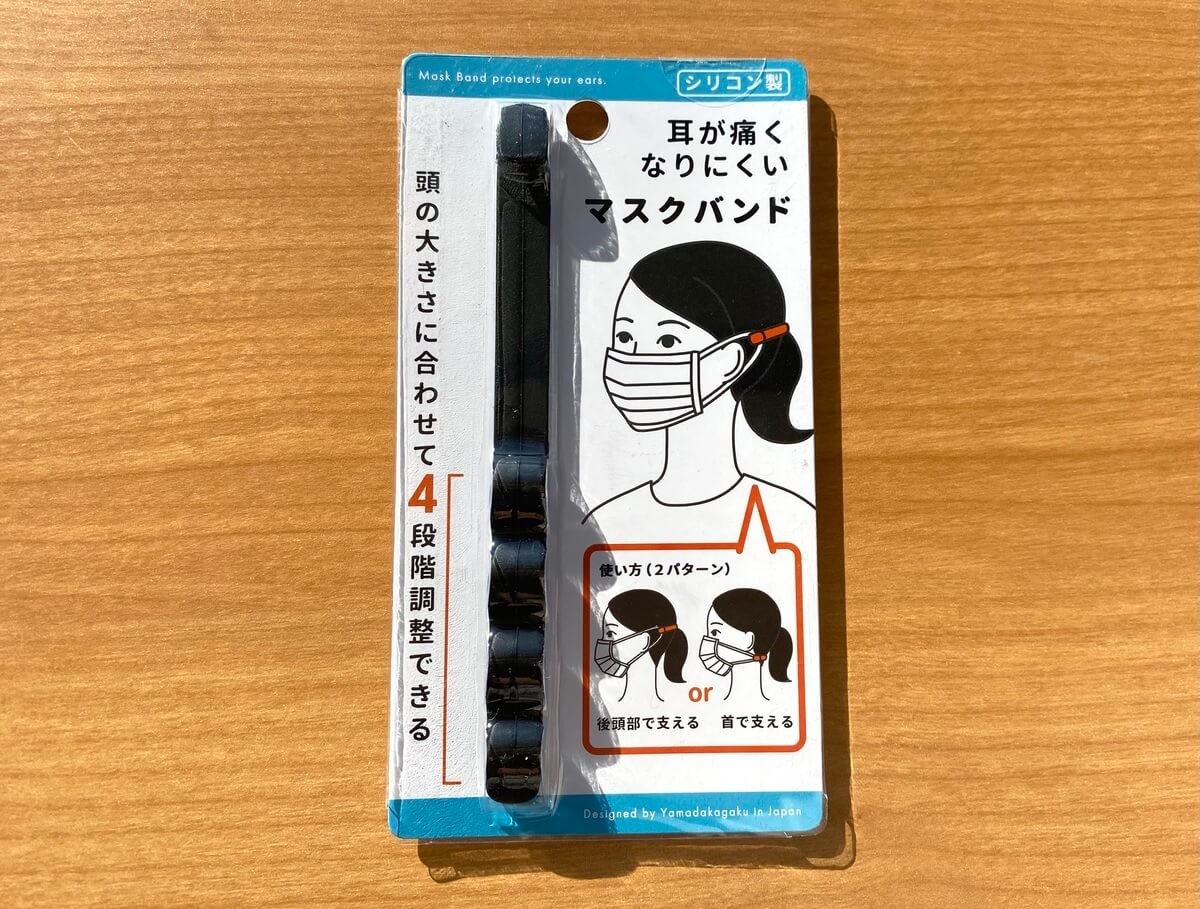 Mask Band protects your ears.
シリコン製
耳が痛く
なりにくい
マスクバンド
頭の大きさに合わせて4段階調整できる
使い方（2パターン）
or
後頭部で支える
首で支える
Designed by Yamadakagaku In Japan